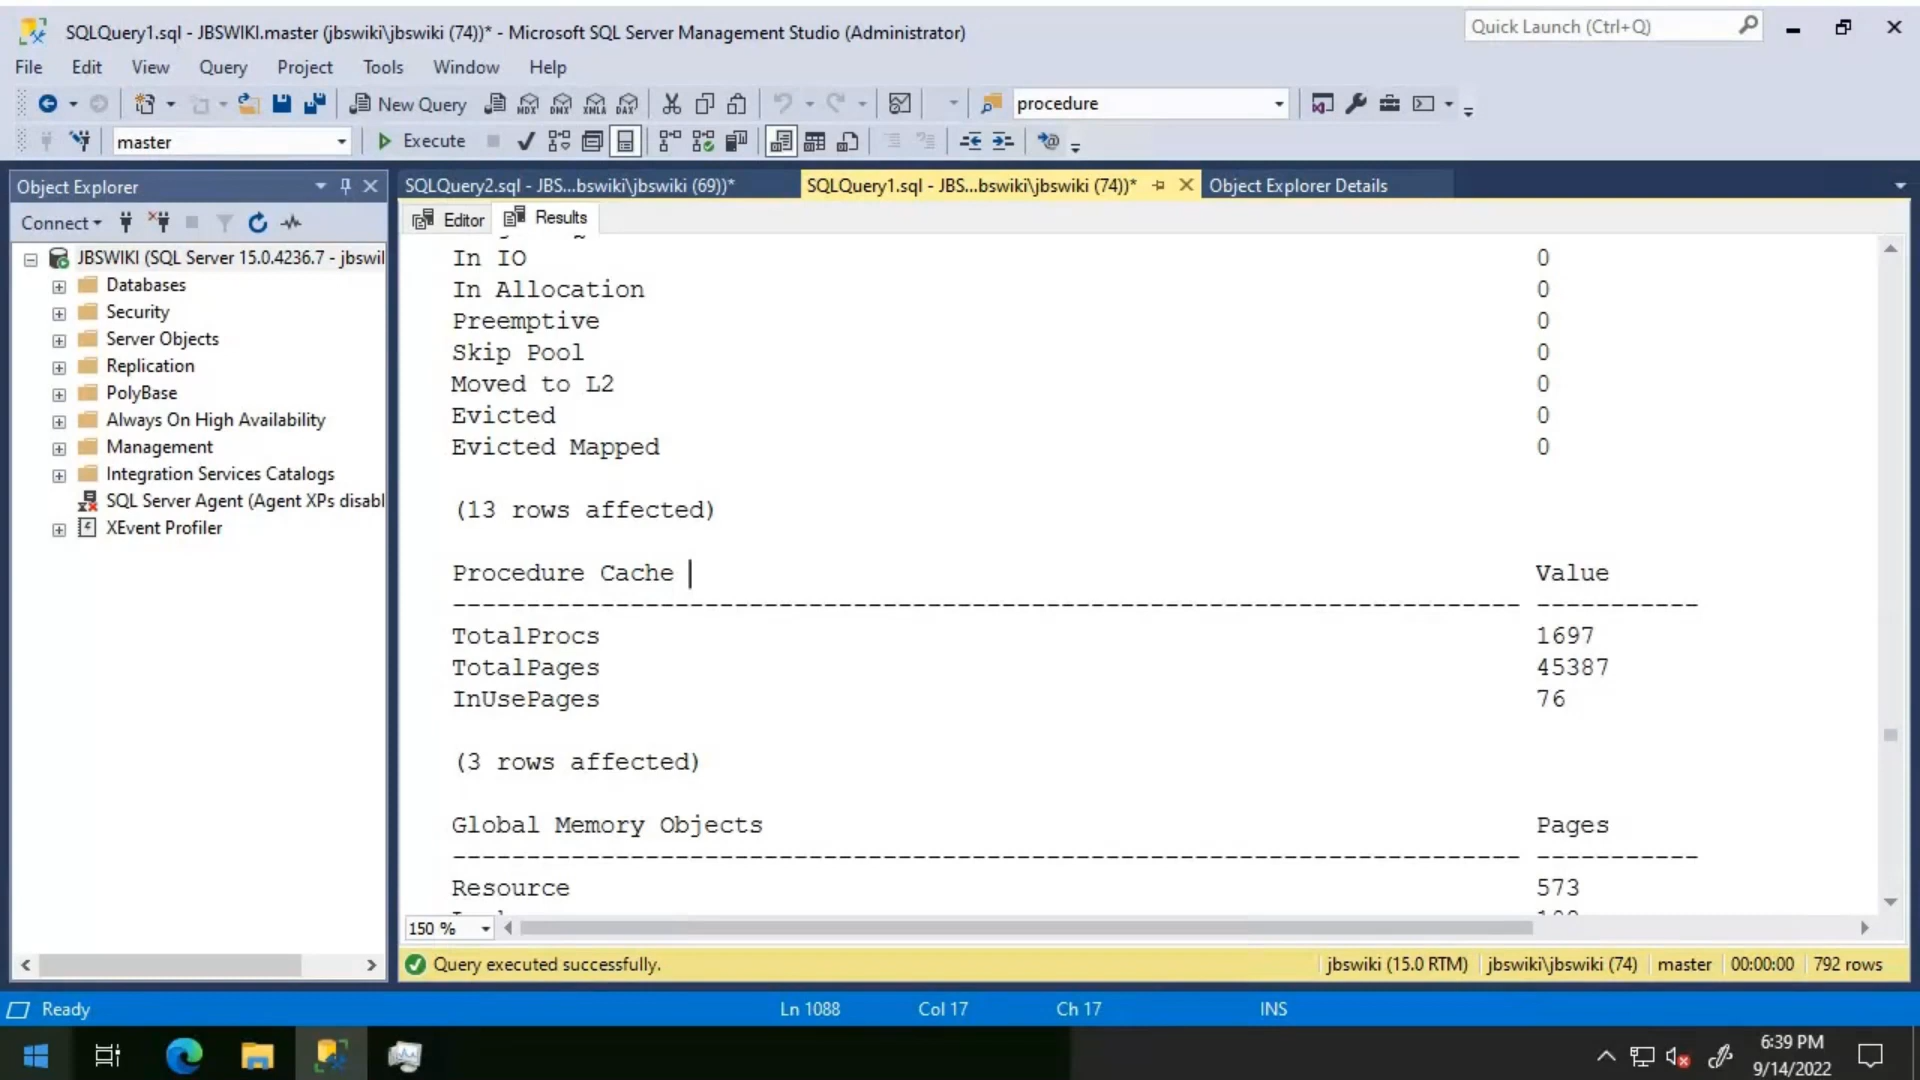 SQLQuery1.sql - JBSWIKI.master (jbswiki\jbswiki (74))* - Microsoft SQL Server Management Studio (Administrator)
Quick Launch (Ctrl+Q)
File Edit View Query Project Tools Window Help
New Query MDX DMX XMLA DAX procedure
master Execute
Object Explorer
SQLQuery2.sql - JBS...bswiki\jbswiki (69))*
SQLQuery1.sql - JBS...bswiki\jbswiki (74))*
Object Explorer Details
Connect
Editor Results
JBSWIKI (SQL Server 15.0.4236.7 - jbswil
Databases
Security
Server Objects
Replication
PolyBase
Always On High Availability
Management
Integration Services Catalogs
SQL Server Agent (Agent XPs disabl
XEvent Profiler
In IO 0
In Allocation 0
Preemptive 0
Skip Pool 0
Moved to L2 0
Evicted 0
Evicted Mapped 0
(13 rows affected)
Procedure Cache Value
TotalProcs 1697
TotalPages 45387
InUsePages 76
(3 rows affected)
Global Memory Objects Pages
Resource 573
150 %
Query executed successfully. jbswiki (15.0 RTM) jbswiki\jbswiki (74) master 00:00:00 792 rows
Ready Ln 1088 Col 17 Ch 17 INS
6:39 PM
9/14/2022